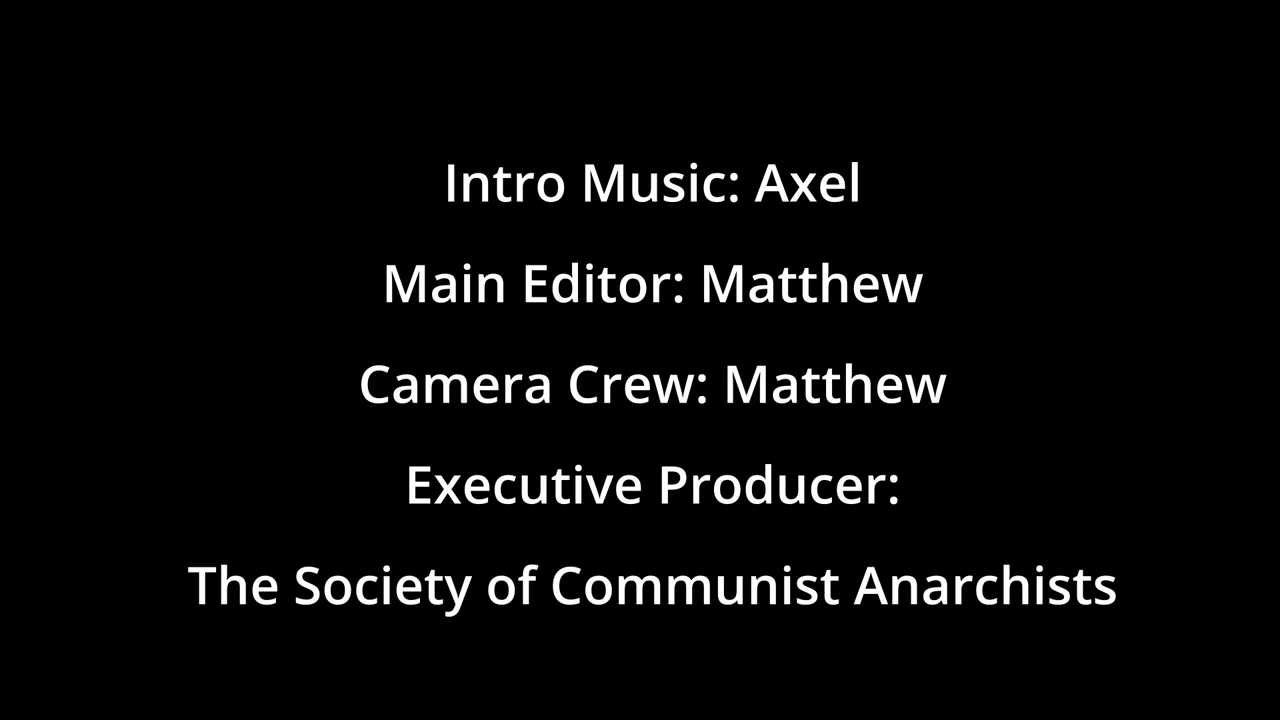 Intro Music: Axel
Main Editor: Matthew
Camera Crew: Matthew
Executive Producer:
The Society of Communist Anarchists